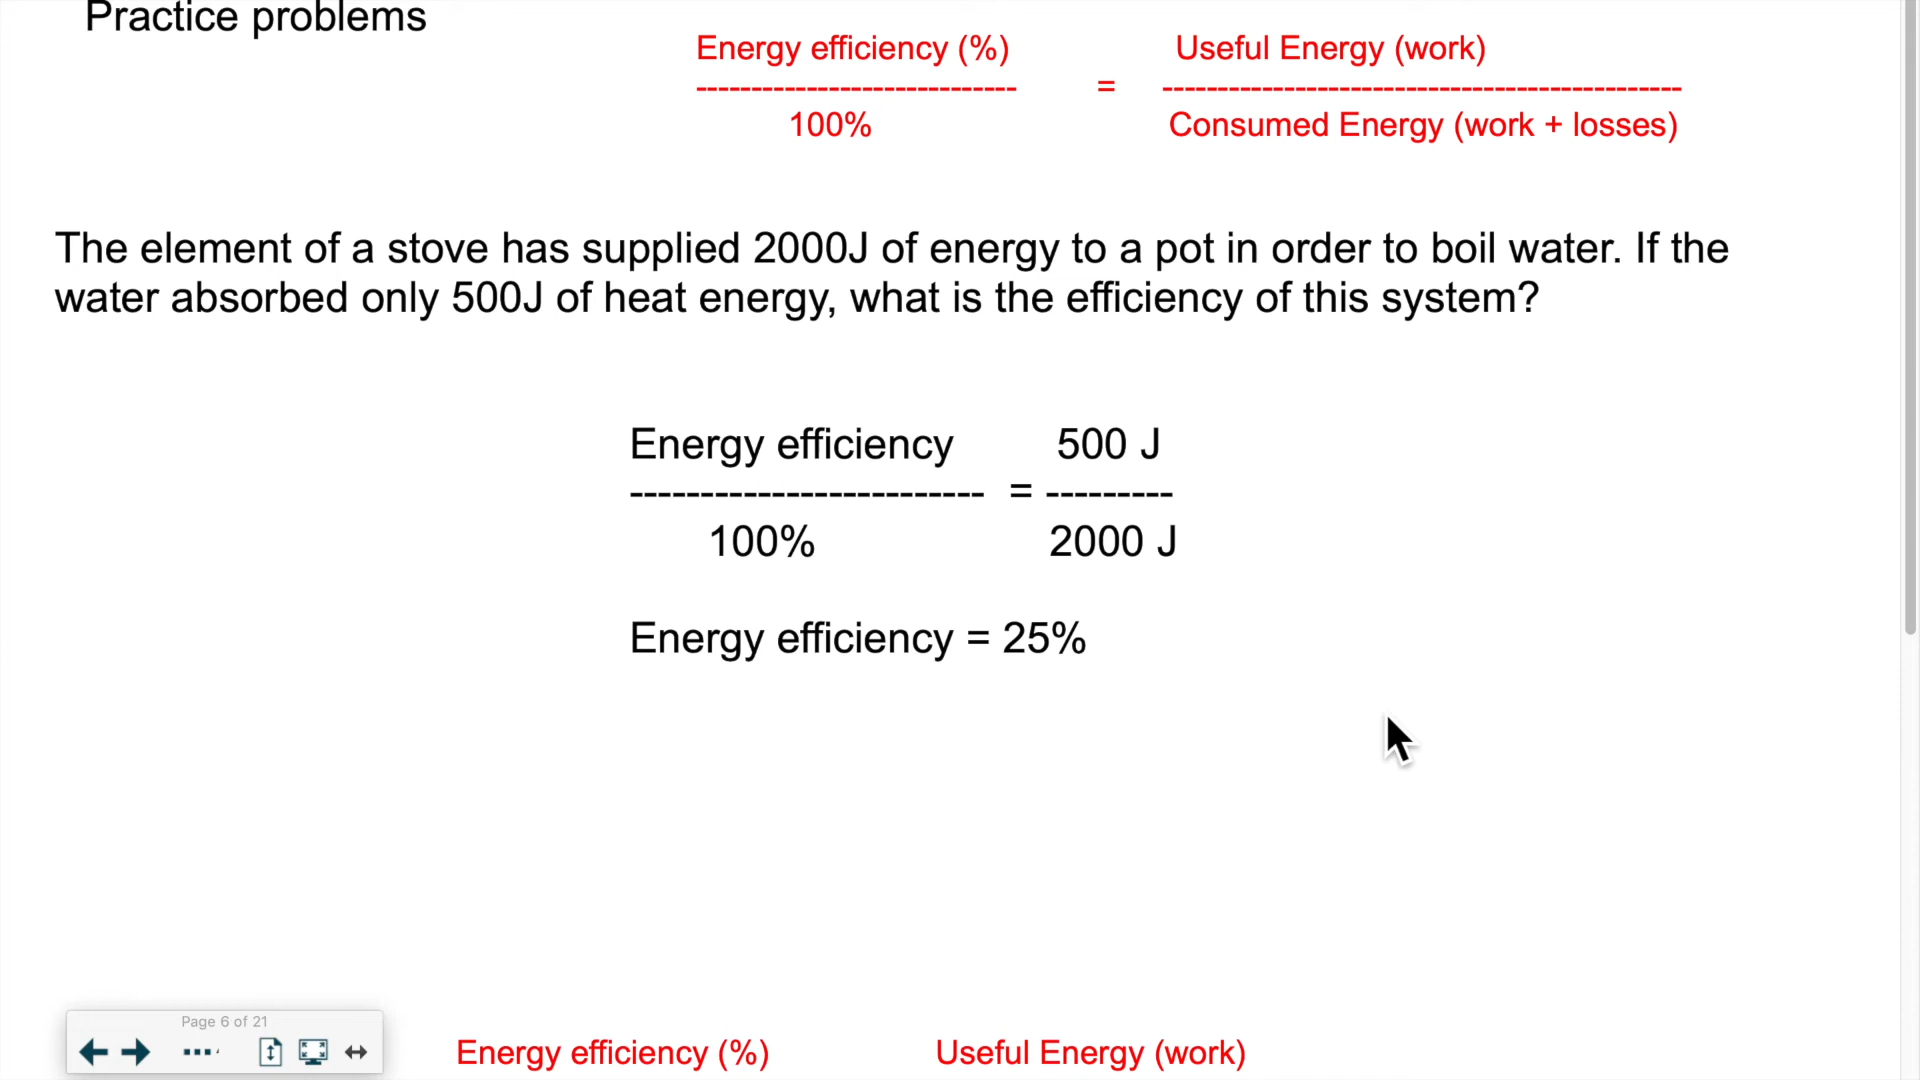 Practice problems
Energy efficiency (%) Useful Energy (work)
----------------------------- = -----------------------------------------------
100% Consumed Energy (work + losses)
The element of a stove has supplied 2000J of energy to a pot in order to boil water. If the
water absorbed only 500J of heat energy, what is the efficiency of this system?
Energy efficiency 500 J
------------------------- = ---------
100% 2000 J
Energy efficiency = 25%
Page 6 of 21
Energy efficiency (%) Useful Energy (work)